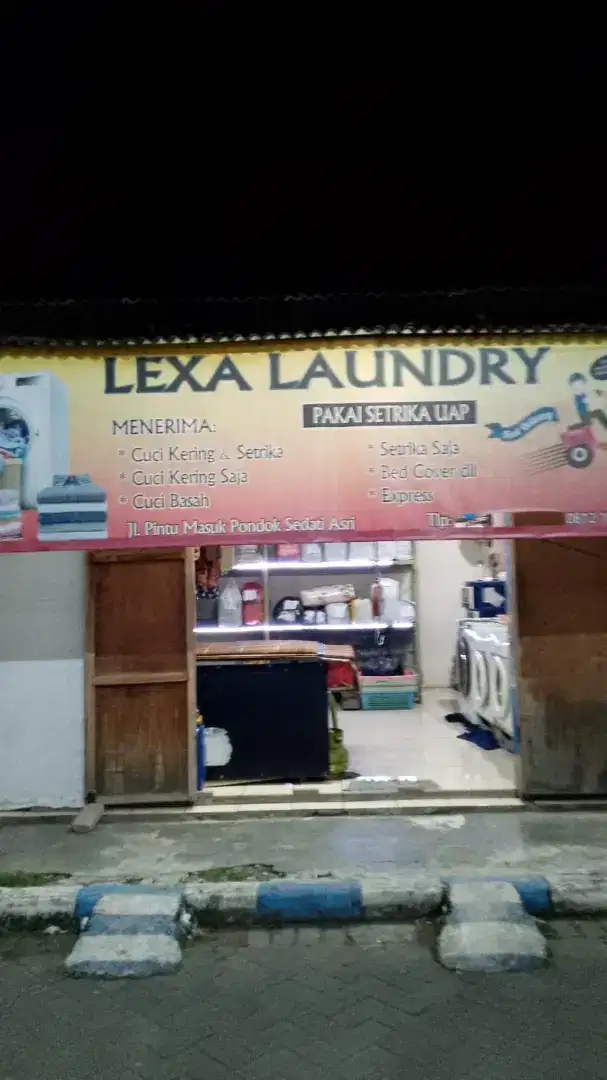 LEXA LAUNDRY
PAKAI SETRIKA UAP
MENERIMA:
* Cuci Kering & Setrika
* Cuci Kering Saja
* Cuci Basah
* Setrika Saja
* Bed Cover dll
* Express
Jl. Pintu Masuk Pondok Sedati Asri
Tlp: